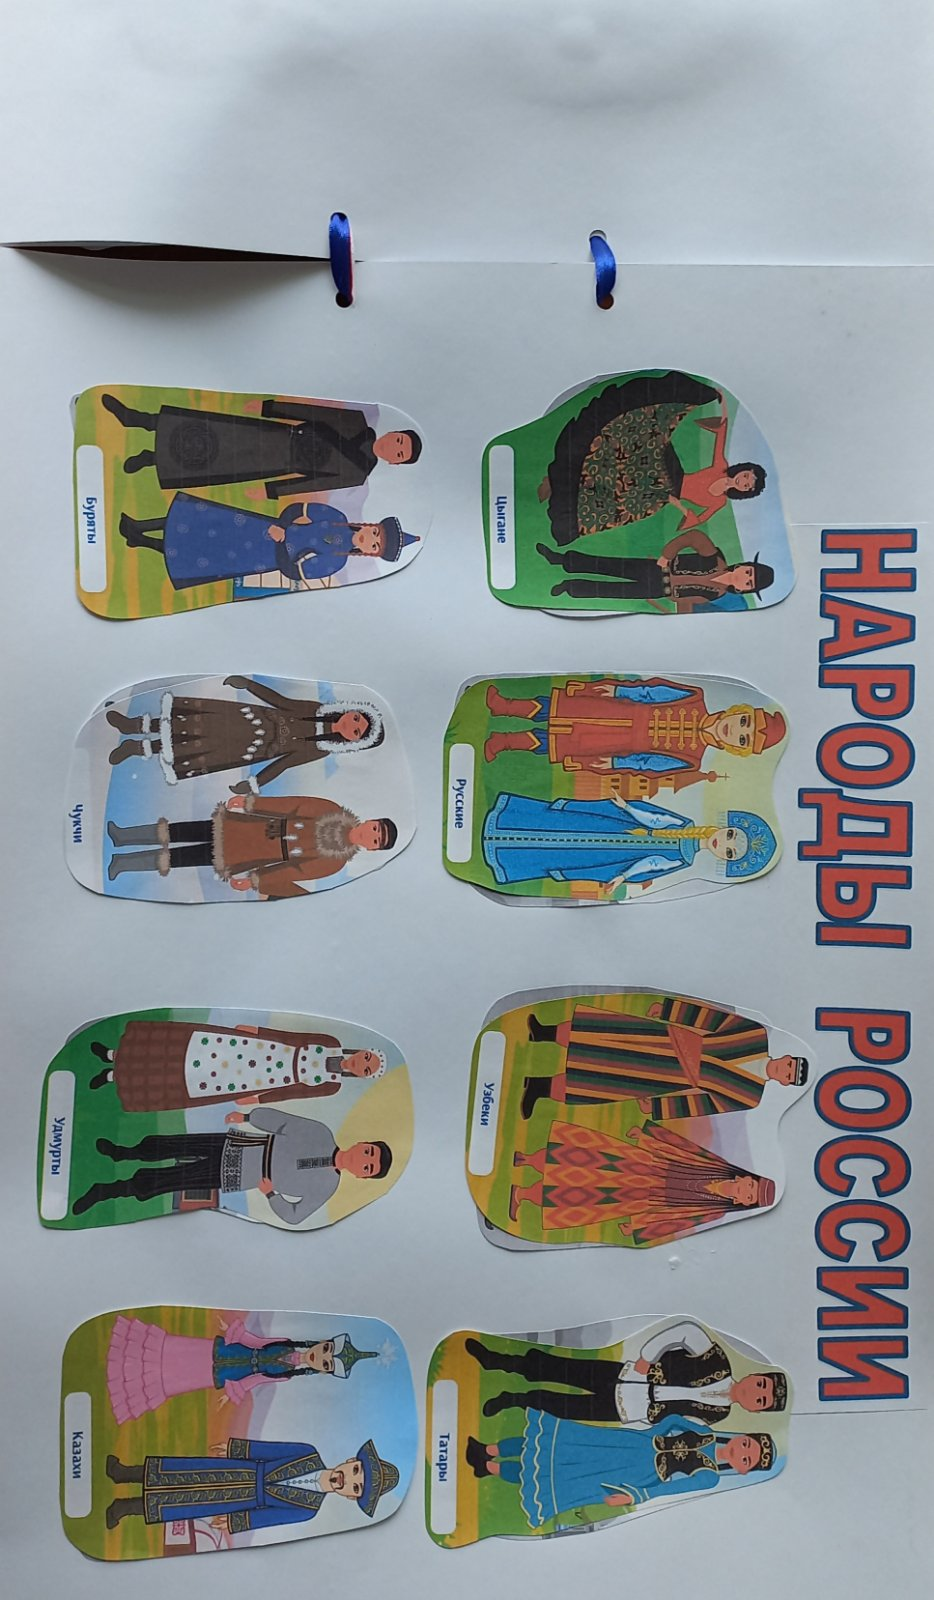 НАРОДЫ РОССИИ
Цыгане
Русские
Узбеки
Татары
Буряты
Чукчи
Удмурты
Казахи